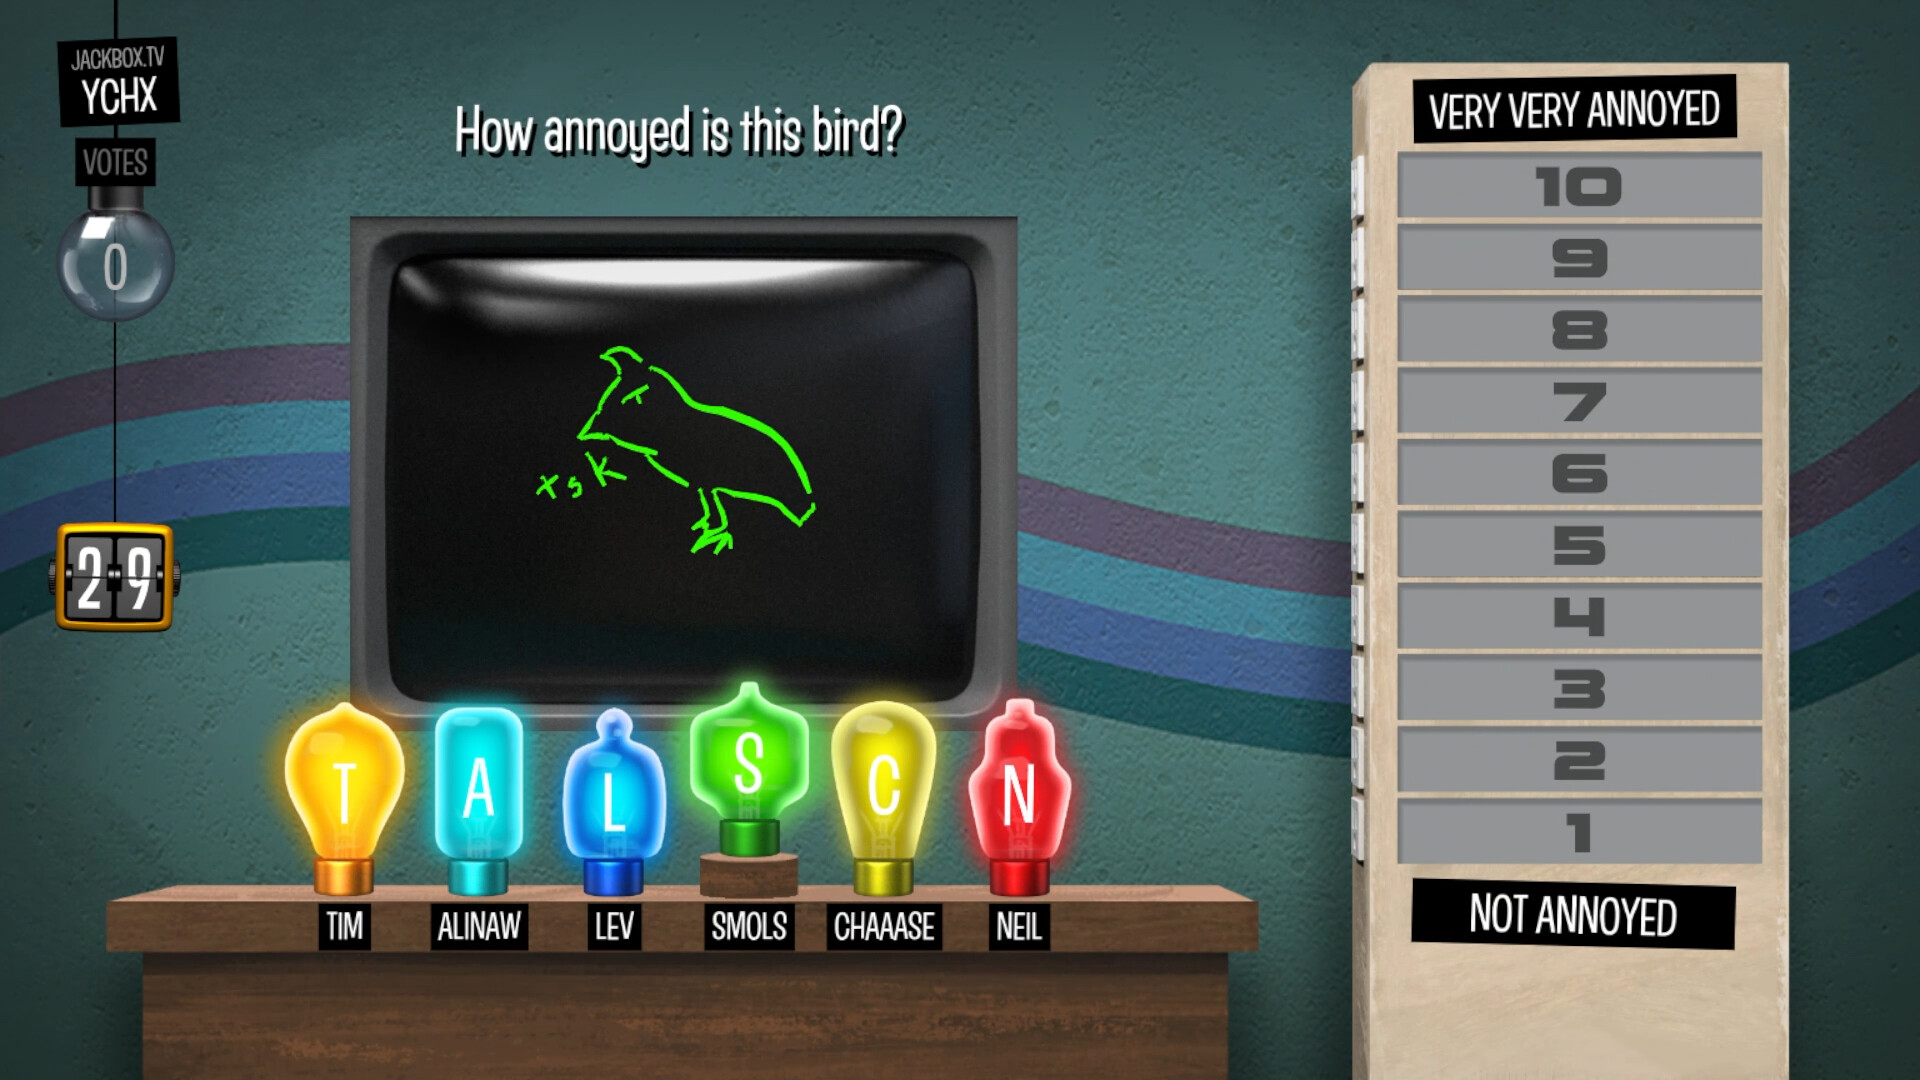 JACKBOX.TV
YCHX
VOTES
0
29
How annoyed is this bird?
tsk
T
A
L
S
C
N
TIM
ALINAW
LEV
SMOLS
CHAAASE
NEIL
VERY VERY ANNOYED
10
9
8
7
6
5
4
3
2
1
NOT ANNOYED